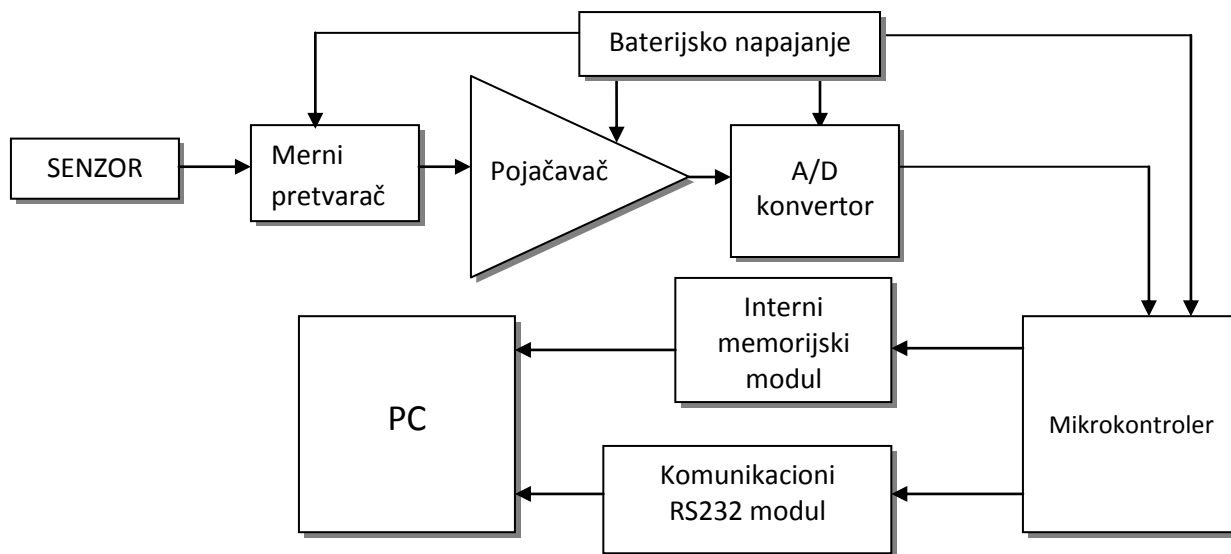 Baterijsko napajanje
SENZOR
Merni
pretvarač
Pojačavač
A/D
konvertor
Interni
memorijski
modul
PC
Mikrokontroler
Komunikacioni
RS232 modul